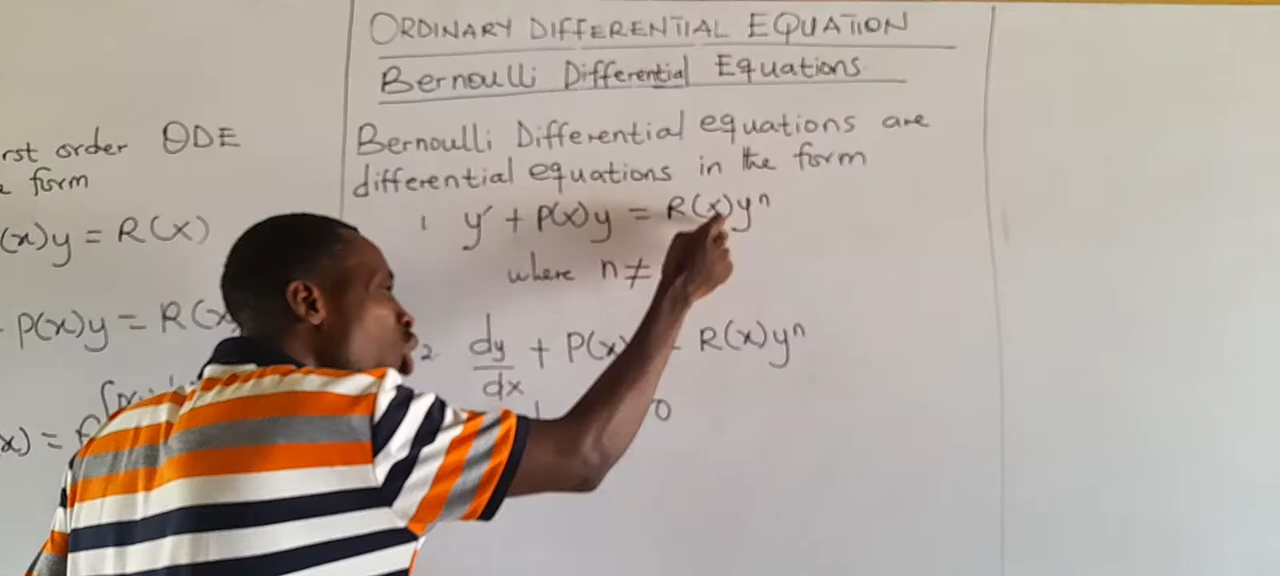 rst order ODE
form
(x)y = R(x)
P(x)y = R(x
x) =
ORDINARY DIFFERENTIAL EQUATION
Bernoulli Differential Equations
Bernoulli Differential equations are
differential equations in the form
1 y' + P(x)y = R(x)yⁿ
where n ≠
2 dy/dx + P(x) R(x)yⁿ
0